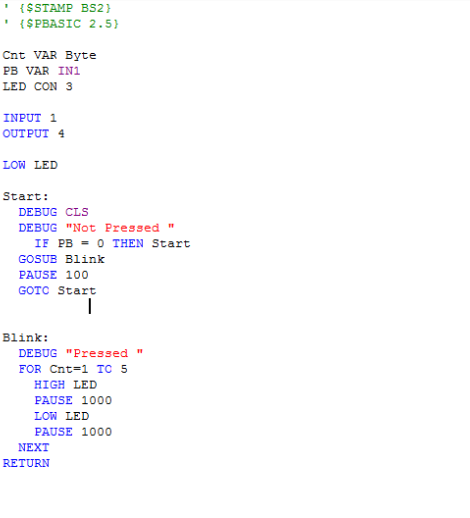 ' {$STAMP BS2}
' {$PBASIC 2.5}
Cnt VAR Byte
PB VAR IN1
LED CON 3
INPUT 1
OUTPUT 4
LOW LED
Start:
DEBUG CLS
DEBUG "Not Pressed "
IF PB = 0 THEN Start
GOSUB Blink
PAUSE 100
GOTO Start
Blink:
DEBUG "Pressed "
FOR Cnt=1 TO 5
HIGH LED
PAUSE 1000
LOW LED
PAUSE 1000
NEXT
RETURN